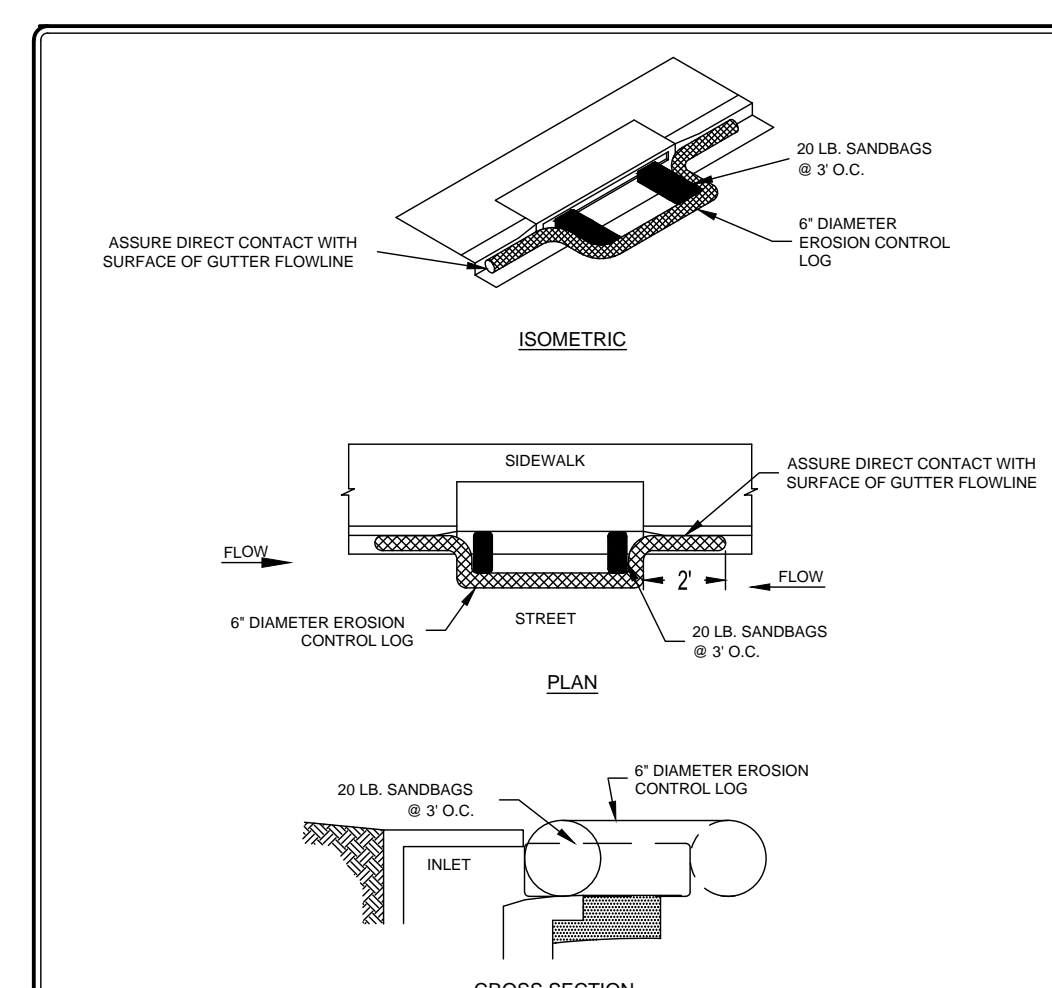 20 LB. SANDBAGS
@ 3' O.C.
6" DIAMETER
EROSION CONTROL
LOG
ASSURE DIRECT CONTACT WITH
SURFACE OF GUTTER FLOWLINE
ISOMETRIC
SIDEWALK
ASSURE DIRECT CONTACT WITH
SURFACE OF GUTTER FLOWLINE
FLOW
2'
FLOW
6" DIAMETER EROSION
CONTROL LOG
STREET
20 LB. SANDBAGS
@ 3' O.C.
PLAN
6" DIAMETER EROSION
CONTROL LOG
20 LB. SANDBAGS
@ 3' O.C.
INLET
CROSS SECTION